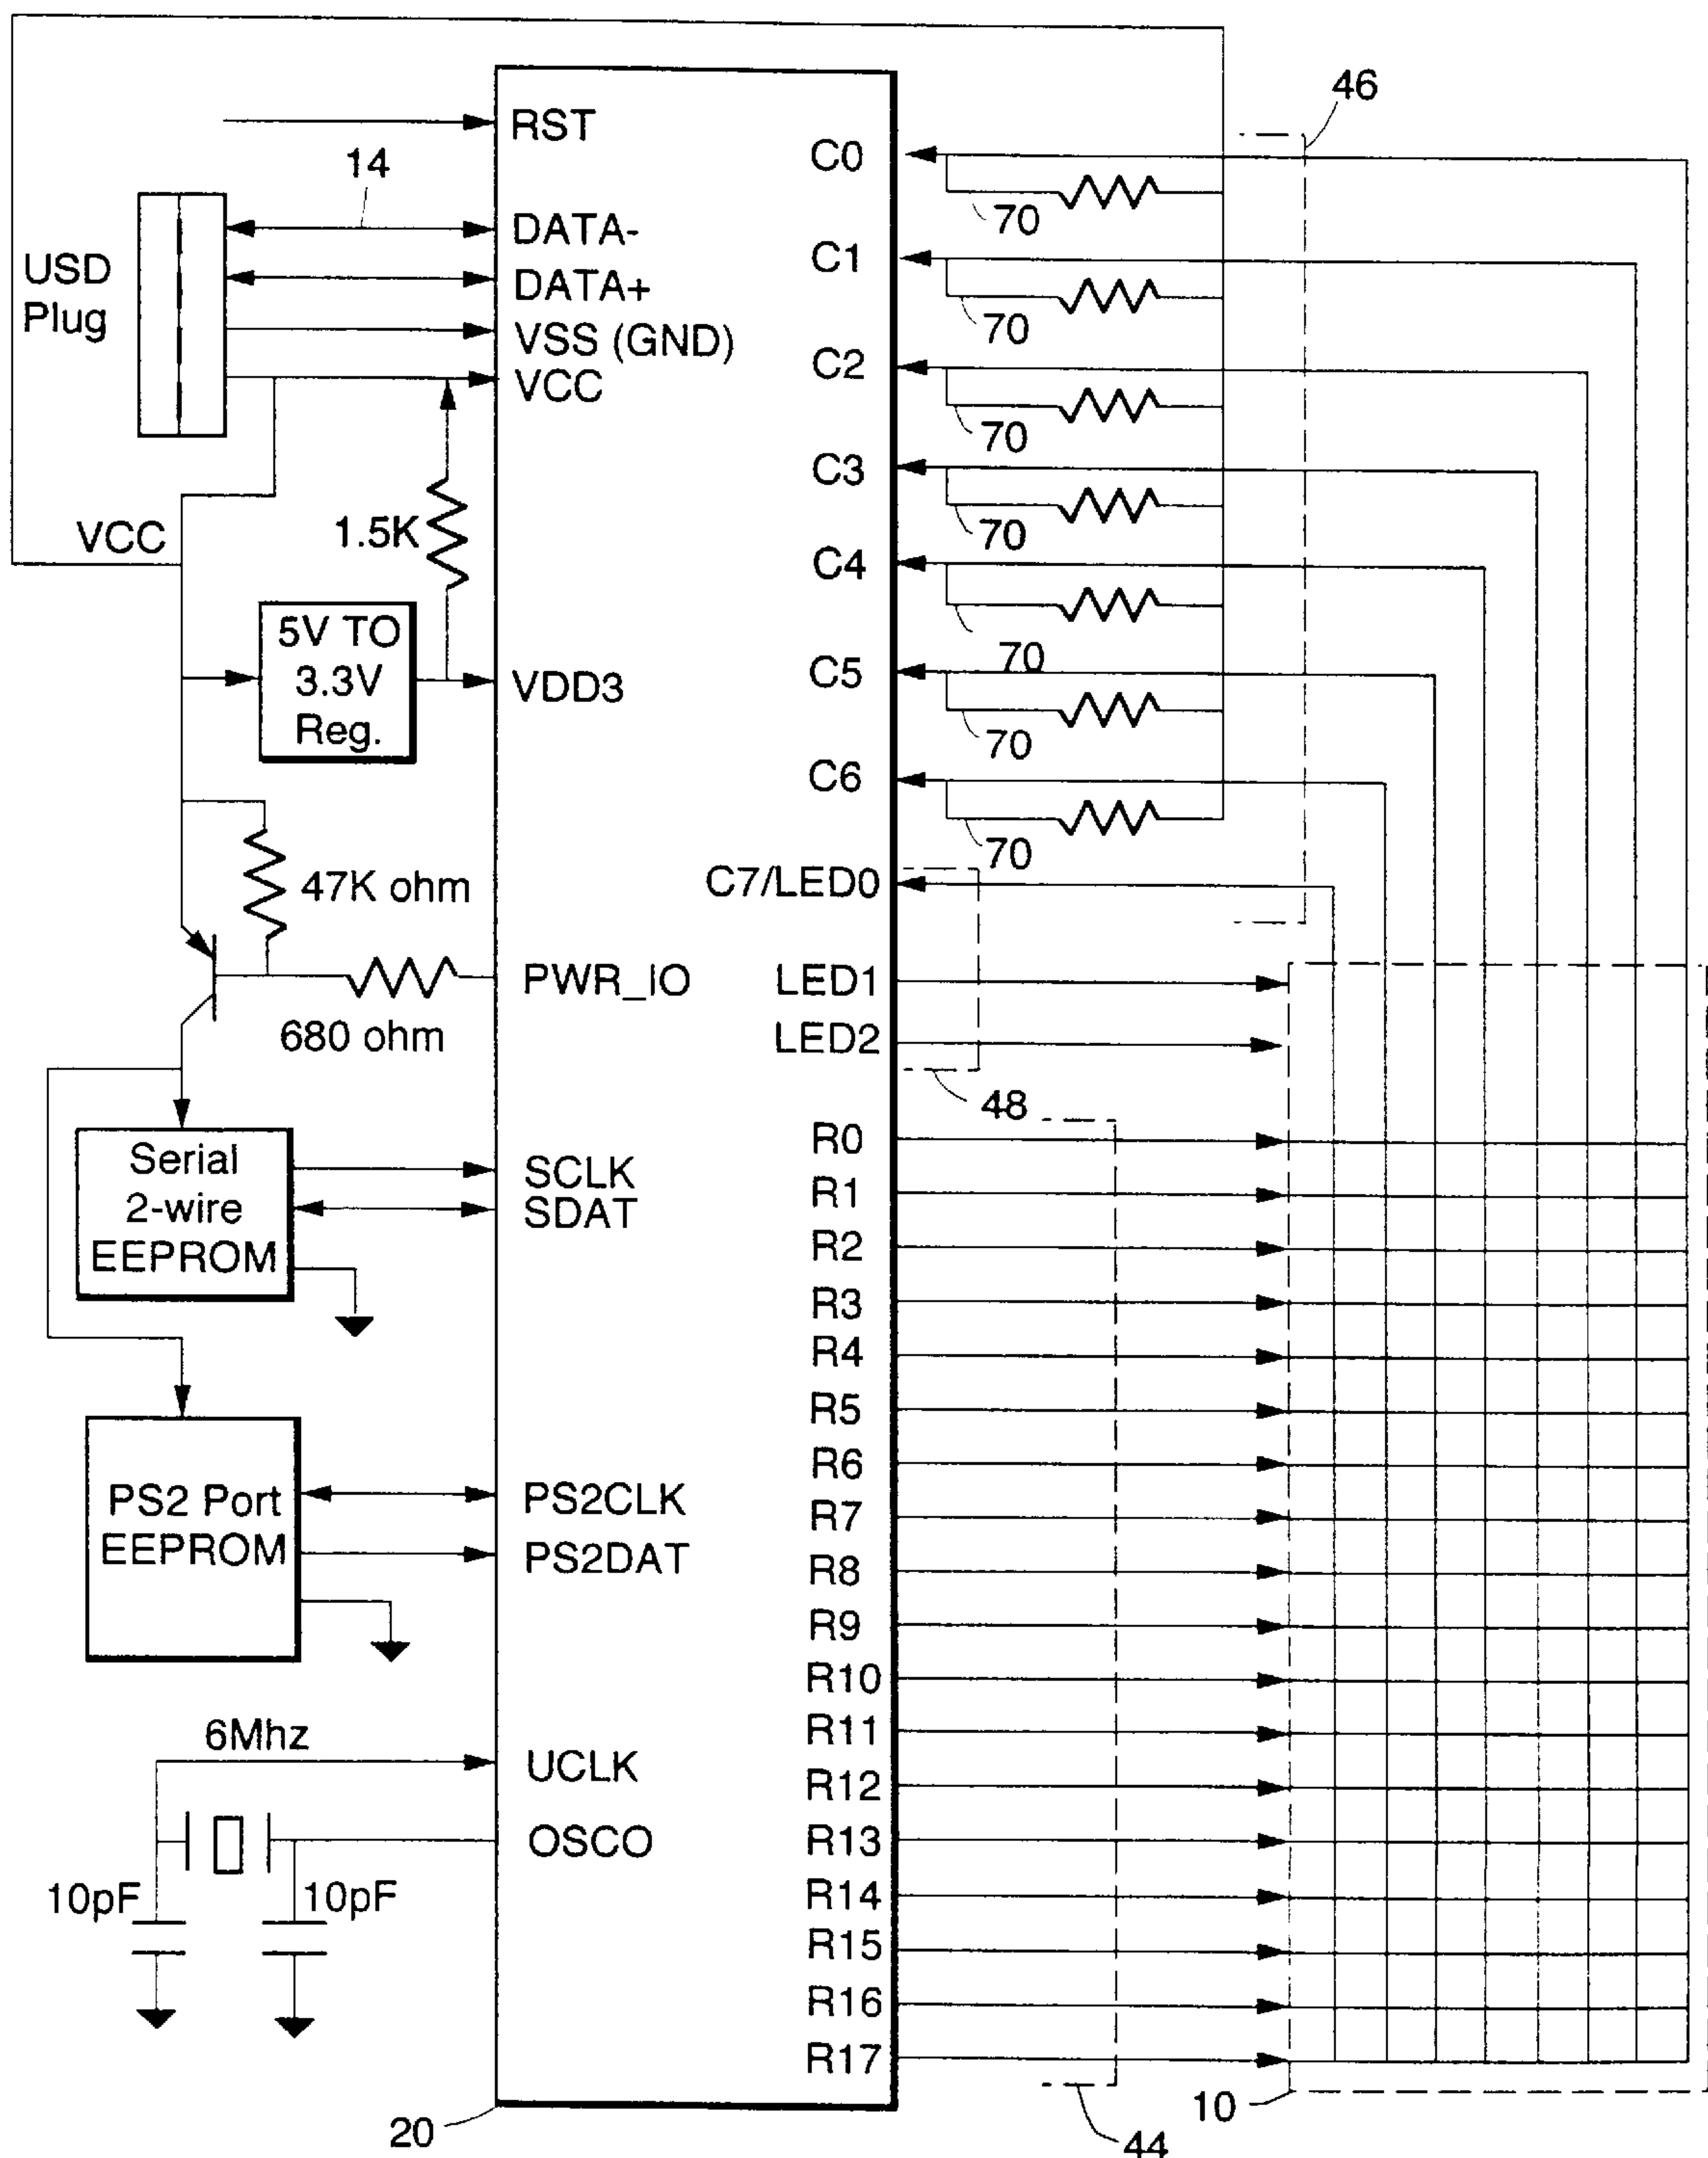 46
RST
C0
14
70
DATA-
USD
Plug
DATA+
C1
VSS (GND)
70
VCC
C2
70
C3
VCC
1.5K
70
C4
5V TO
3.3V
Reg.
70
C5
VDD3
70
C6
70
47K ohm
C7/LED0
PWR_IO
LED1
680 ohm
LED2
48
Serial
2-wire
EEPROM
SCLK
SDAT
R0
R1
R2
R3
R4
R5
R6
PS2 Port
EEPROM
PS2CLK
PS2DAT
R7
R8
R9
R10
6Mhz
R11
UCLK
R12
OSCO
R13
10pF
10pF
R14
R15
R16
R17
10
20
44